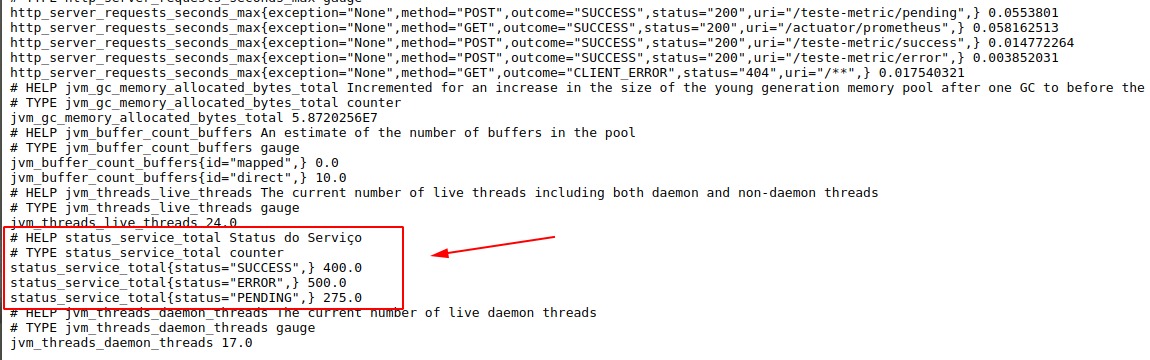 # TYPE http_server_requests_seconds_max gauge
http_server_requests_seconds_max{exception="None",method="POST",outcome="SUCCESS",status="200",uri="/teste-metric/pending",} 0.0553801
http_server_requests_seconds_max{exception="None",method="GET",outcome="SUCCESS",status="200",uri="/actuator/prometheus",} 0.058162513
http_server_requests_seconds_max{exception="None",method="POST",outcome="SUCCESS",status="200",uri="/teste-metric/success",} 0.014772264
http_server_requests_seconds_max{exception="None",method="POST",outcome="SUCCESS",status="200",uri="/teste-metric/error",} 0.003852031
http_server_requests_seconds_max{exception="None",method="GET",outcome="CLIENT_ERROR",status="404",uri="/**",} 0.017540321
# HELP jvm_gc_memory_allocated_bytes_total Incremented for an increase in the size of the young generation memory pool after one GC to before the
# TYPE jvm_gc_memory_allocated_bytes_total counter
jvm_gc_memory_allocated_bytes_total 5.8720256E7
# HELP jvm_buffer_count_buffers An estimate of the number of buffers in the pool
# TYPE jvm_buffer_count_buffers gauge
jvm_buffer_count_buffers{id="mapped",} 0.0
jvm_buffer_count_buffers{id="direct",} 10.0
# HELP jvm_threads_live_threads The current number of live threads including both daemon and non-daemon threads
# TYPE jvm_threads_live_threads gauge
jvm_threads_live_threads 24.0
# HELP status_service_total Status do Serviço
# TYPE status_service_total counter
status_service_total{status="SUCCESS",} 400.0
status_service_total{status="ERROR",} 500.0
status_service_total{status="PENDING",} 275.0
# HELP jvm_threads_daemon_threads The current number of live daemon threads
# TYPE jvm_threads_daemon_threads gauge
jvm_threads_daemon_threads 17.0